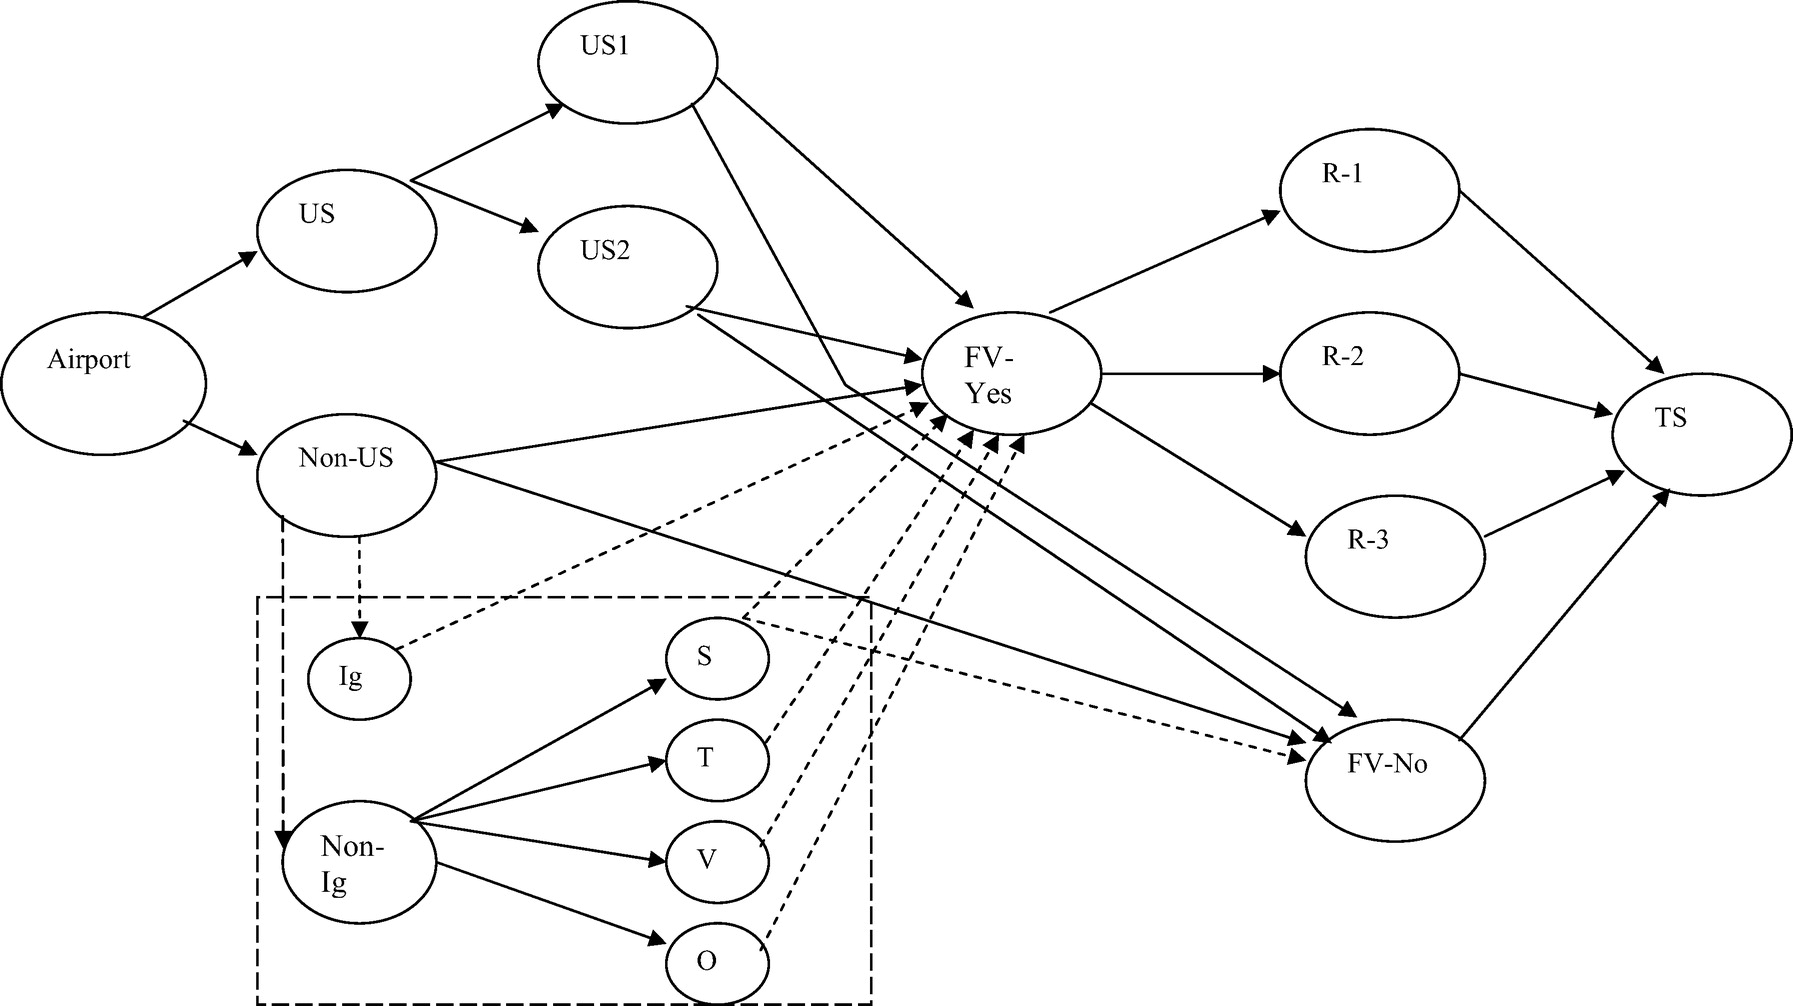 US1
US
US2
Airport
Non-US
FV-
Yes
R-1
R-2
R-3
TS
Ig
S
T
V
O
Non-
Ig
FV-No